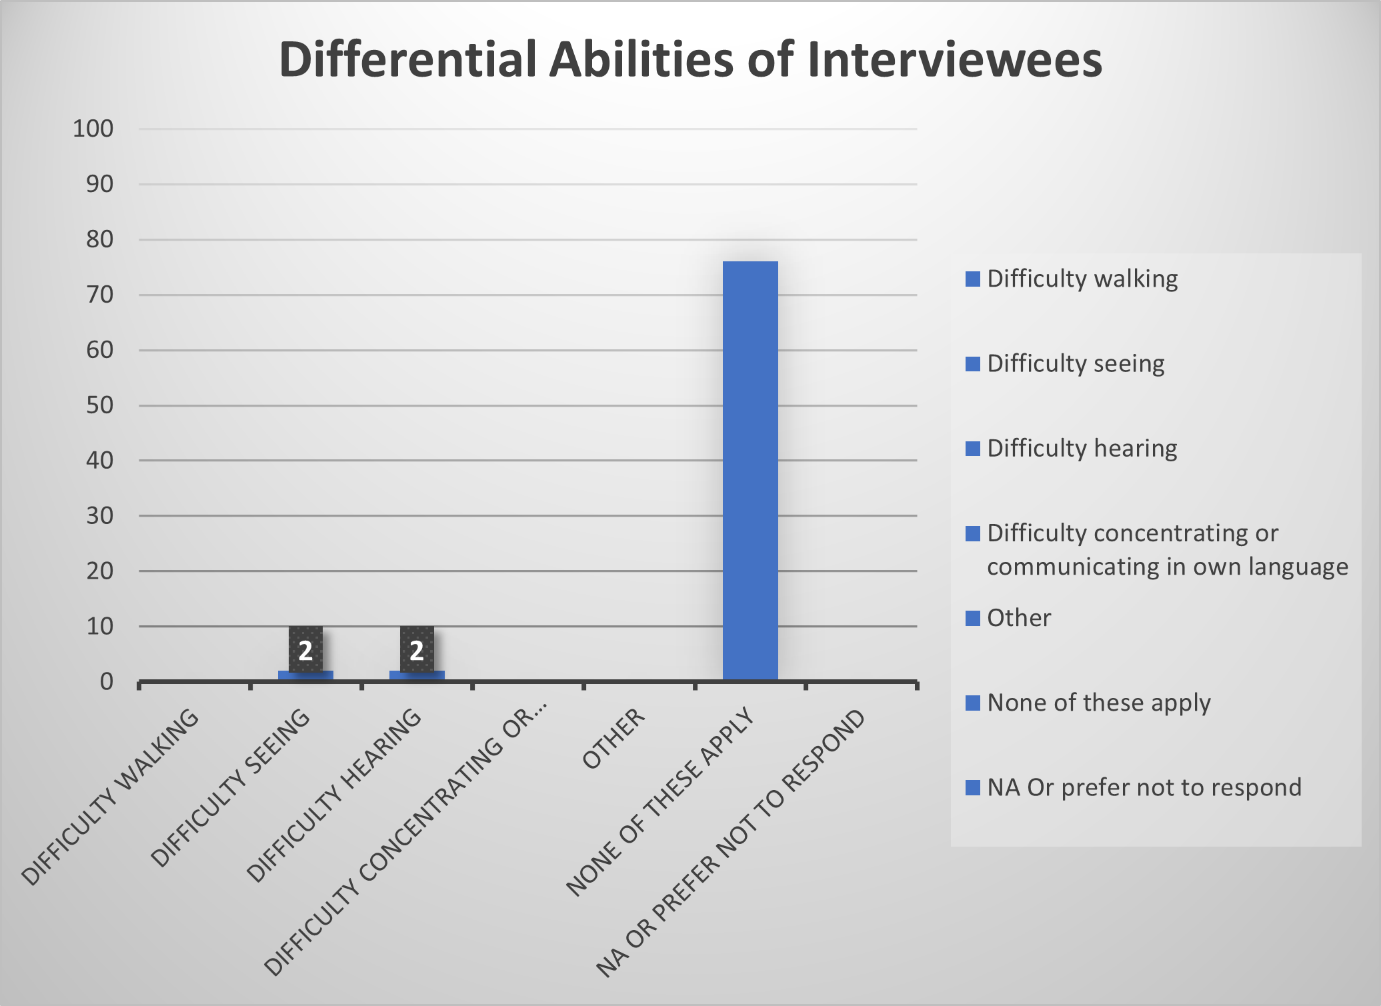 Differential Abilities of Interviewees
100
90
80
70
60
50
40
30
20
10
0
2
2
DIFFICULTY WALKING
DIFFICULTY SEEING
DIFFICULTY HEARING
DIFFICULTY CONCENTRATING OR...
OTHER
NONE OF THESE APPLY
NA OR PREFER NOT TO RESPOND
Difficulty walking
Difficulty seeing
Difficulty hearing
Difficulty concentrating or
communicating in own language
Other
None of these apply
NA Or prefer not to respond